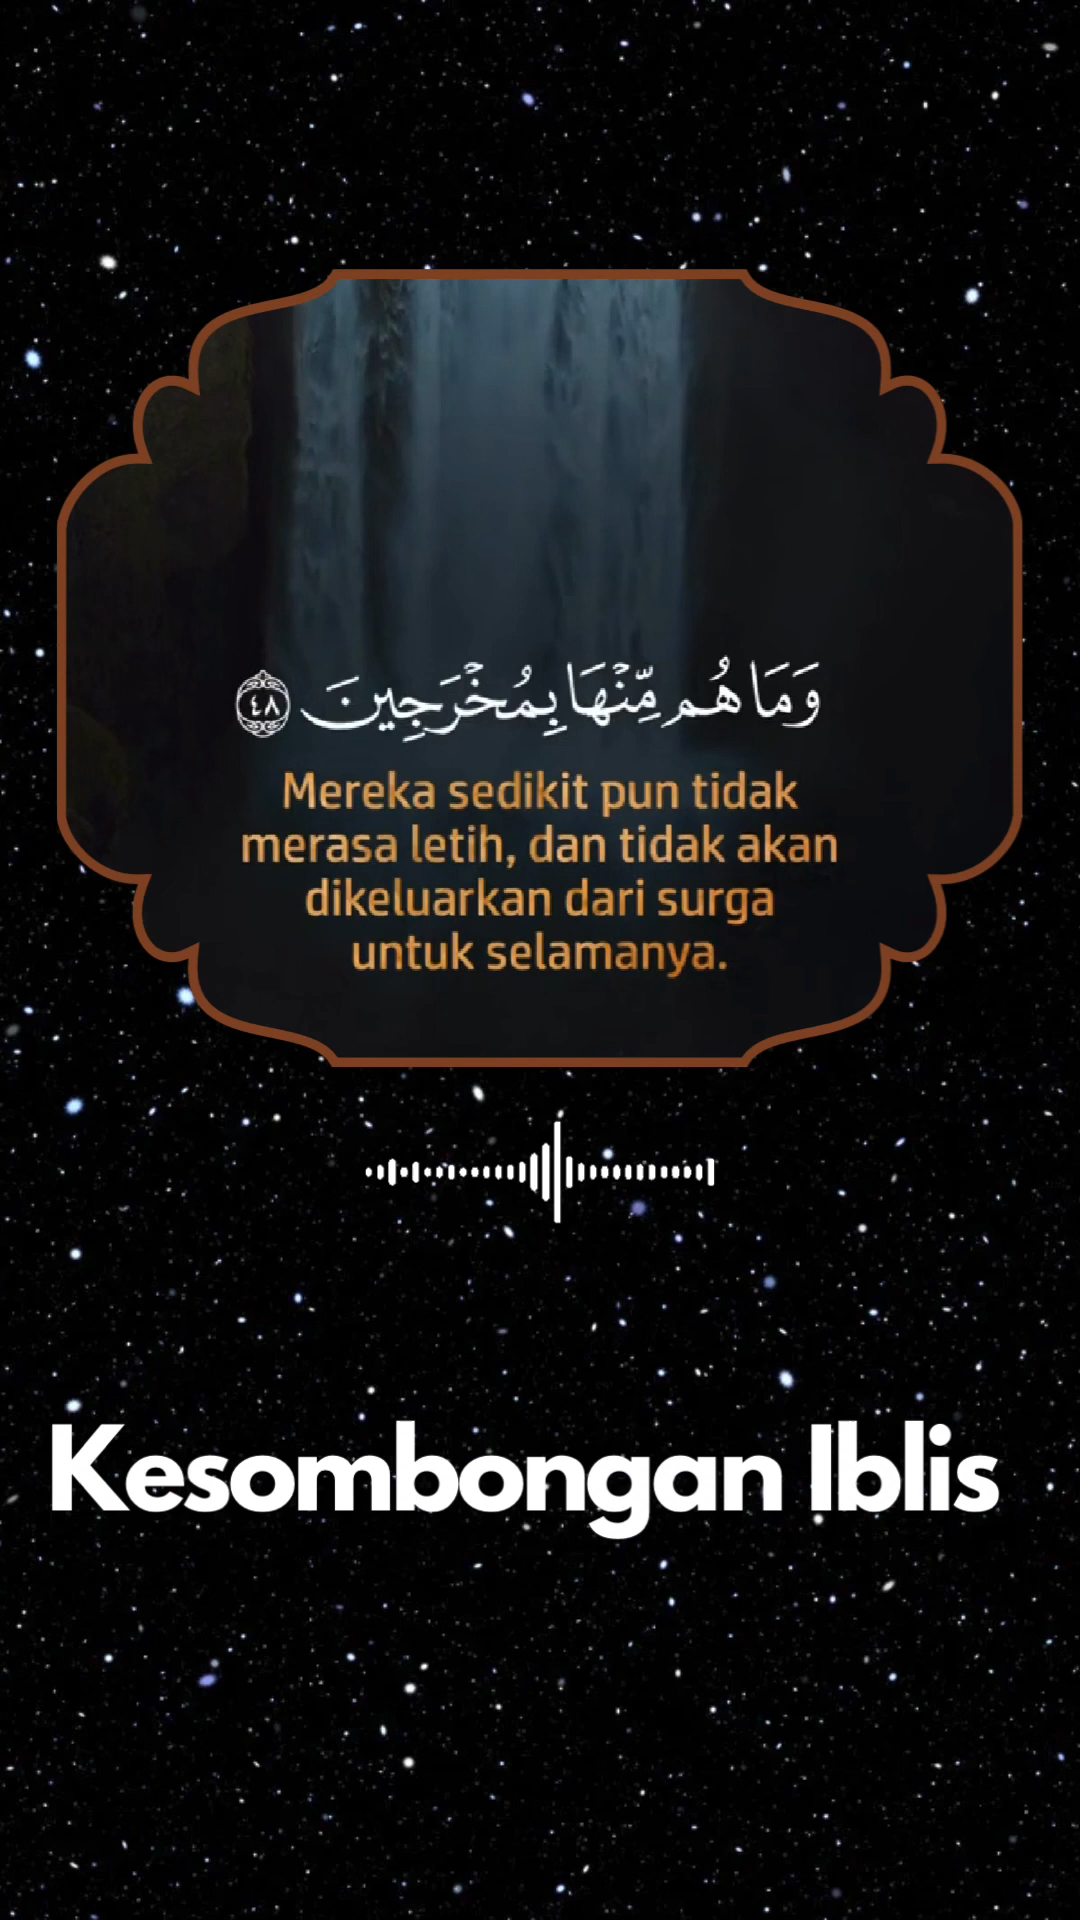 وَمَا هُم مِّنْهَا بِمُخْرَجِينَ ٤٨
Mereka sedikit pun tidak
merasa letih, dan tidak akan
dikeluarkan dari surga
untuk selamanya.
Kesombongan Iblis